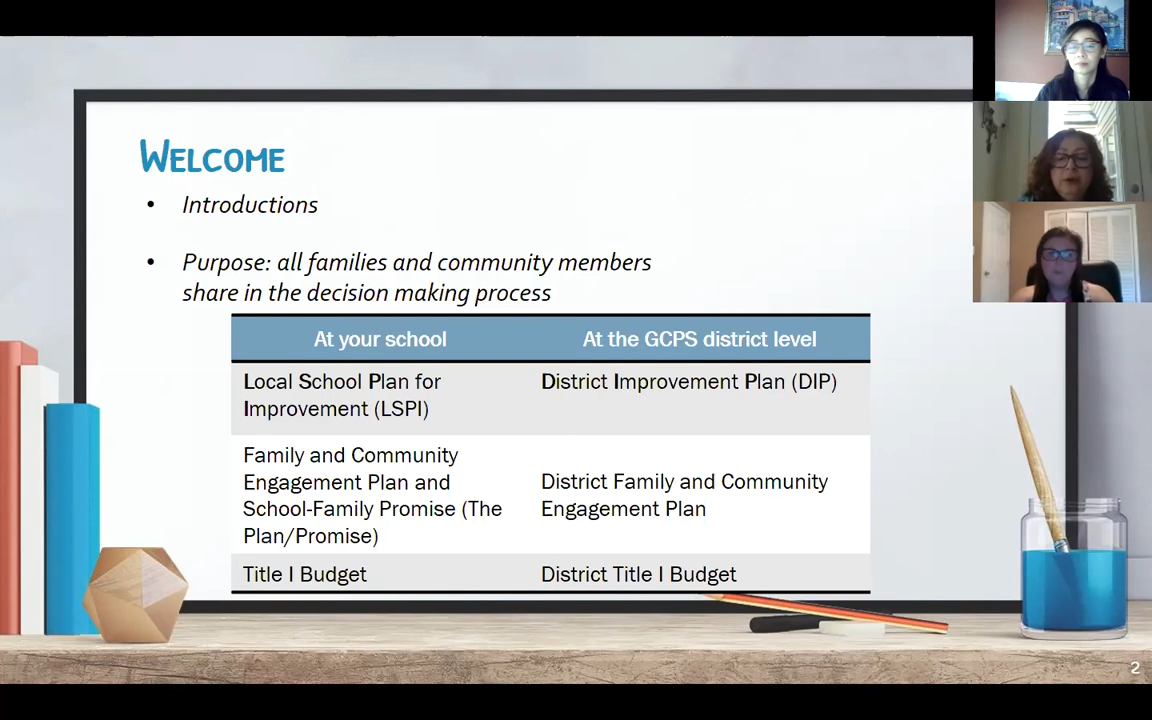 WELCOME
• Introductions
• Purpose: all families and community members
share in the decision making process
At your school
At the GCPS district level
Local School Plan for
Improvement (LSPI)
District Improvement Plan (DIP)
Family and Community
Engagement Plan and
School-Family Promise (The
Plan/Promise)
District Family and Community
Engagement Plan
Title I Budget
District Title I Budget
2